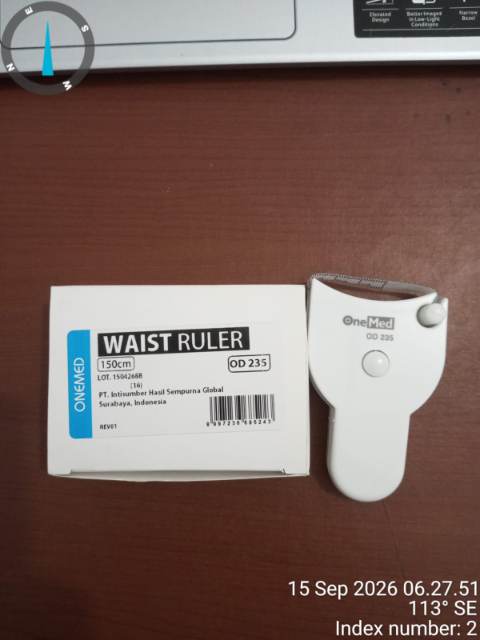 Elevated
Design
Better Images
in Low-Light
Conditions
Narrow
Bezel
E
S
N
W
ONEMED
WAIST RULER
150cm
OD 235
LOT. 1504268B
(16)
PT. Intisumber Hasil Sempurna Global
Surabaya, Indonesia
REV01
OneMed
OD 235
15 Sep 2026 06.27.51
113° SE
Index number: 2